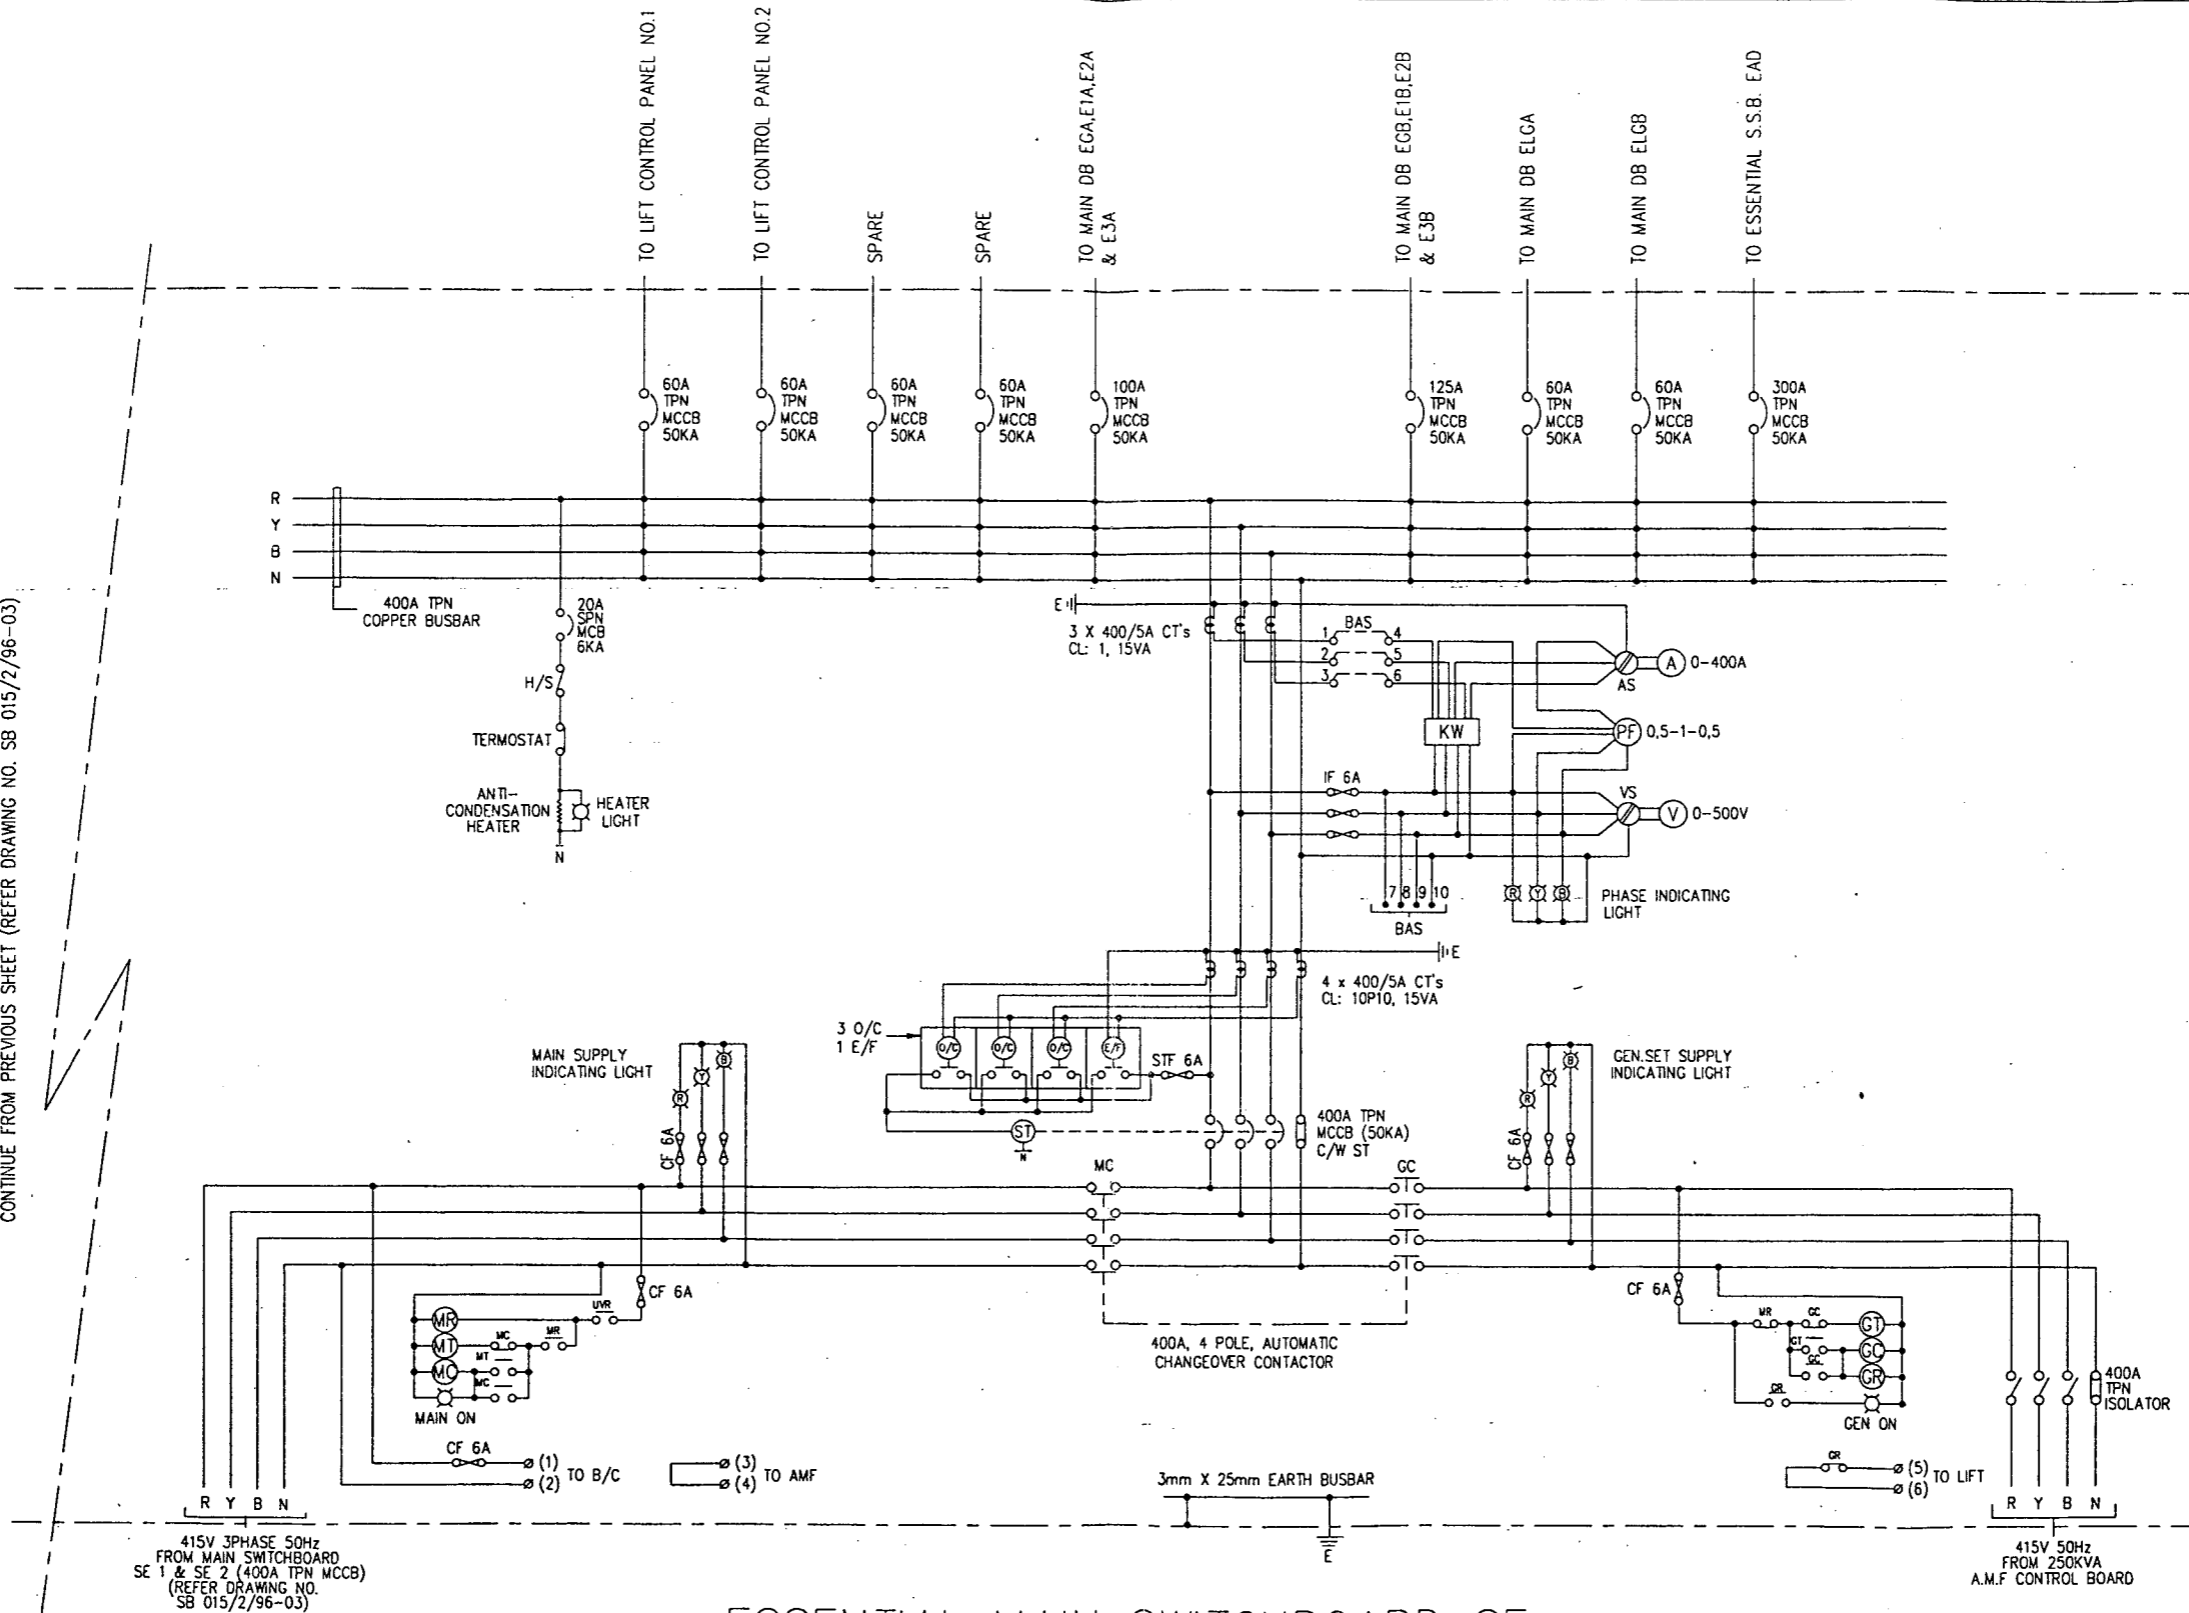 TO LIFT CONTROL PANEL NO.1
TO LIFT CONTROL PANEL NO.2
SPARE
SPARE
TO MAIN DB EGA,E1A,E2A
& E3A
TO MAIN DB EGB,E1B,E2B
& E3B
TO MAIN DB ELGA
TO MAIN DB ELGB
TO ESSENTIAL S.S.B. EAD
60A
TPN
MCCB
50KA
60A
TPN
MCCB
50KA
60A
TPN
MCCB
50KA
60A
TPN
MCCB
50KA
100A
TPN
MCCB
50KA
125A
TPN
MCCB
50KA
60A
TPN
MCCB
50KA
60A
TPN
MCCB
50KA
300A
TPN
MCCB
50KA
R
Y
B
N
400A TPN
COPPER BUSBAR
20A
SPN
MCB
6KA
H/S
TERMOSTAT
ANTI-
CONDENSATION
HEATER
HEATER
LIGHT
N
CONTINUE FROM PREVIOUS SHEET (REFER DRAWING NO. SB 015/2/96-03)
E
3 X 400/5A CT's
CL: 1, 15VA
BAS
1 4
2 5
3 6
A 0-400A
AS
KW
PF 0,5-1-0,5
IF 6A
VS
V 0-500V
7 8 9 10
BAS
R Y B
PHASE INDICATING
LIGHT
E
4 x 400/5A CT's
CL: 10P10, 15VA
3 O/C
1 E/F
O/C O/C O/C E/F
STF 6A
ST
N
400A TPN
MCCB (50KA)
C/W ST
MAIN SUPPLY
INDICATING LIGHT
R Y B
CF 6A
GEN.SET SUPPLY
INDICATING LIGHT
R Y B
CF 6A
MC
GC
400A, 4 POLE, AUTOMATIC
CHANGEOVER CONTACTOR
CF 6A
UVR
MR
MT MC MR
MT
MC
MC
MAIN ON
CF 6A
(1)
(2)
TO B/C
(3)
(4)
TO AMF
3mm X 25mm EARTH BUSBAR
E
CF 6A
MR GC GT
GT GC
GC GR
GR
GEN ON
GR
(5)
(6)
TO LIFT
400A
TPN
ISOLATOR
R Y B N
415V 3PHASE 50Hz
FROM MAIN SWITCHBOARD
SE 1 & SE 2 (400A TPN MCCB)
(REFER DRAWING NO.
SB 015/2/96-03)
R Y B N
415V 50Hz
FROM 250KVA
A.M.F CONTROL BOARD
ESSENTIAL MAIN SWITCHBOARD SE